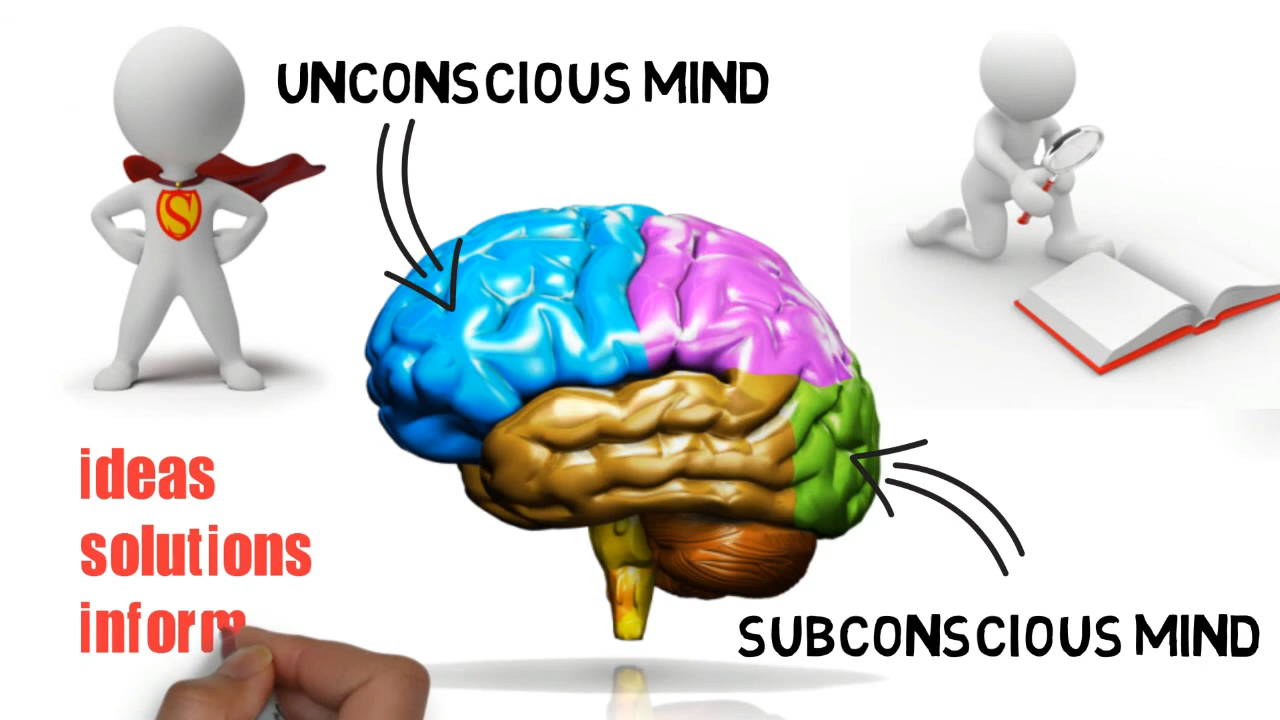 UNCONSCIOUS MIND
S
ideas
solutions
inform
SUBCONSCIOUS MIND